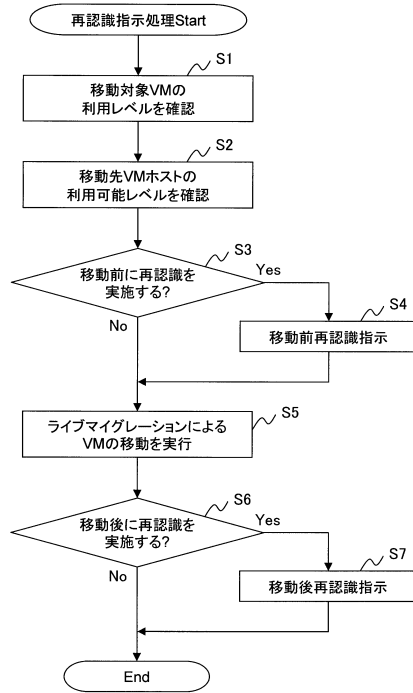 再認識指示処理Start
S1
移動対象VMの
利用レベルを確認
S2
移動先VMホストの
利用可能レベルを確認
S3
移動前に再認識を
実施する?
Yes
No
S4
移動前再認識指示
S5
ライブマイグレーションによる
VMの移動を実行
S6
移動後に再認識を
実施する?
Yes
No
S7
移動後再認識指示
End